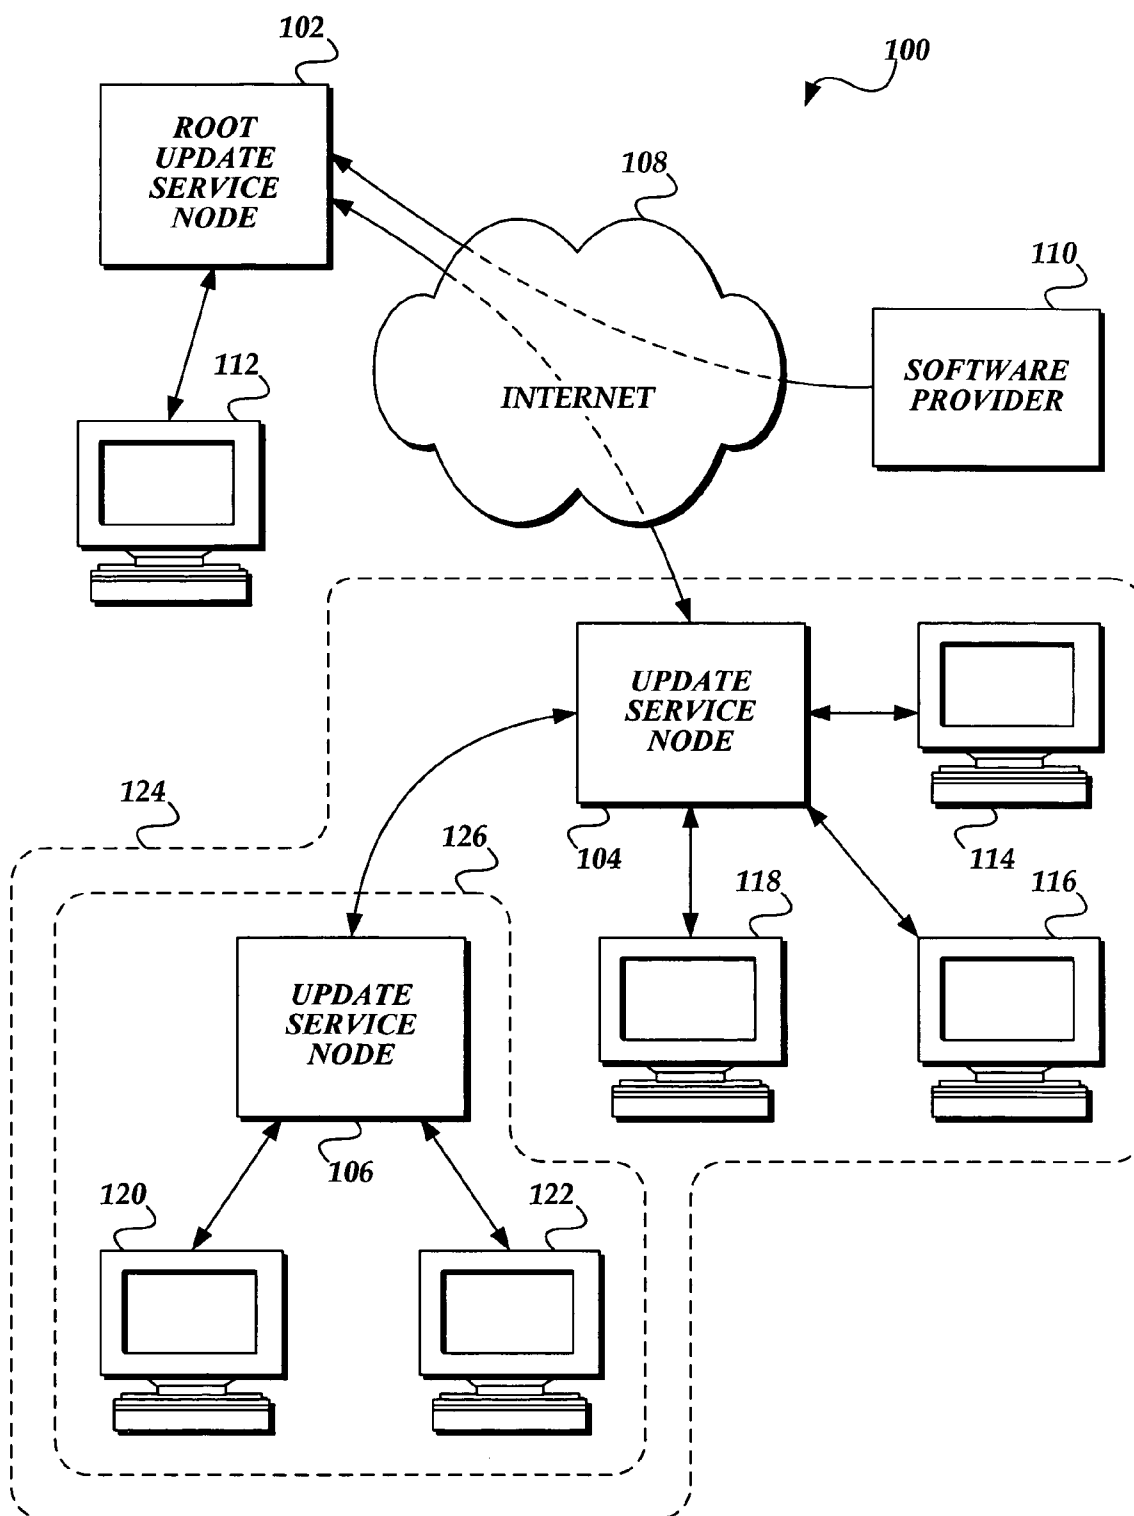 102
100
ROOT
UPDATE
SERVICE
NODE
108
110
SOFTWARE
PROVIDER
112
INTERNET
UPDATE
SERVICE
NODE
124
126
104
114
118
116
UPDATE
SERVICE
NODE
106
120
122